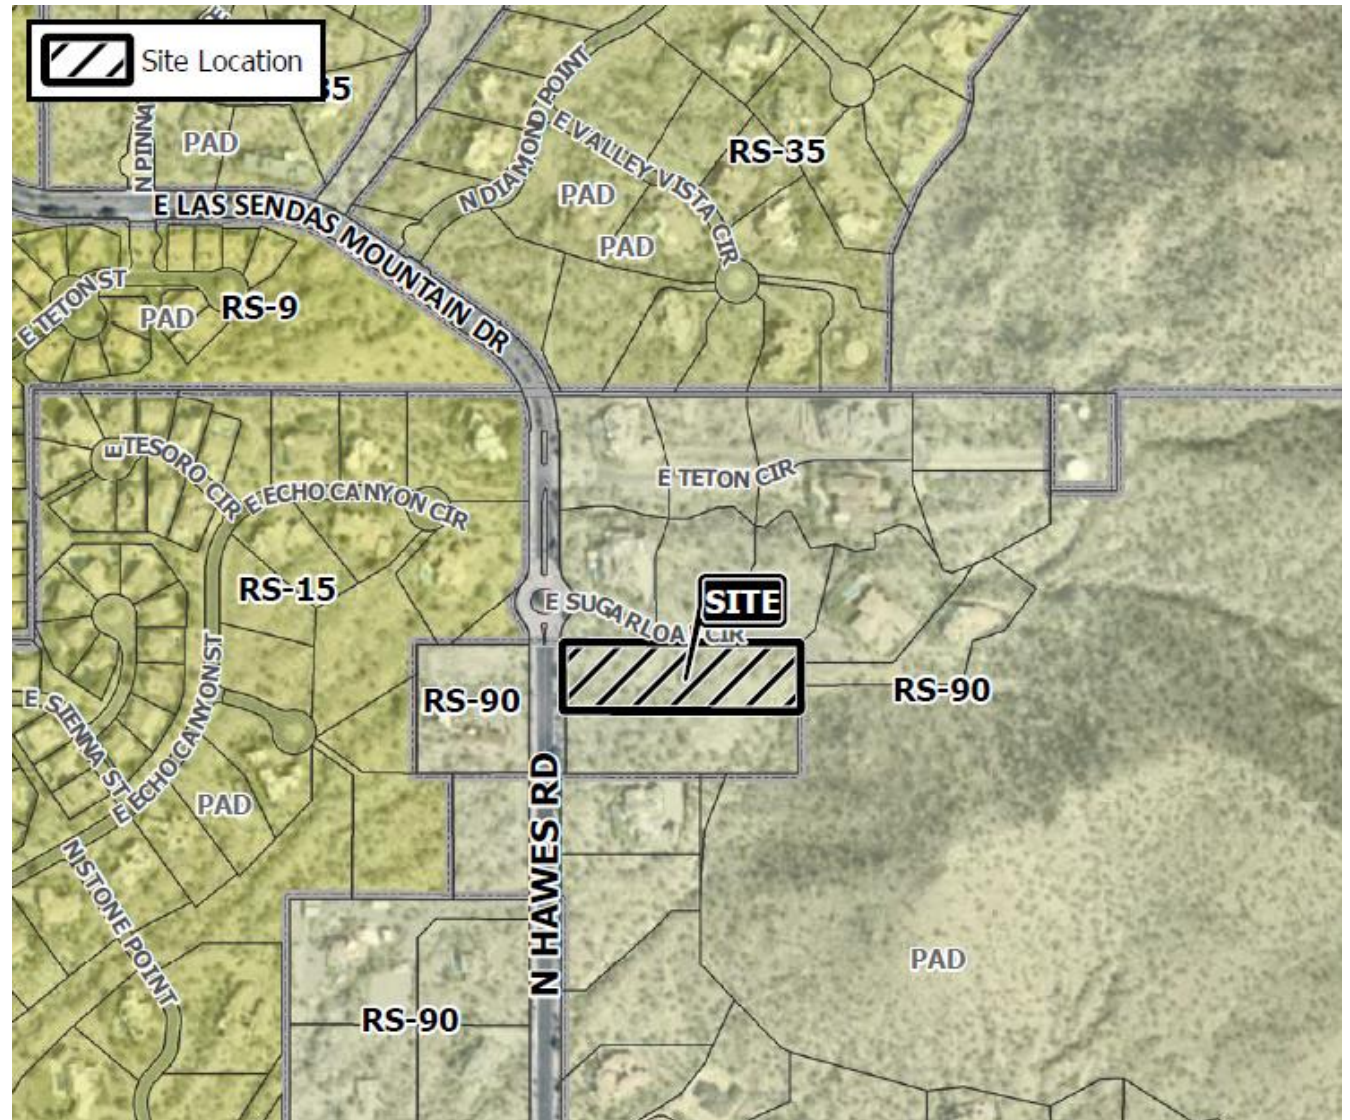 Site Location
35
N PINNA
PAD
RS-35
N DIAMOND POINT
E VALLEY VISTA CIR
PAD
PAD
E LAS SENDAS MOUNTAIN DR
E TETON ST
PAD
RS-9
E TESORO CIR
E ECHO CANYON CIR
E TETON CIR
RS-15
SITE
E SUGARLOA CIR
RS-90
RS-90
E SIENNA ST
E ECHO CANYON ST
PAD
N HAWES RD
N STONE POINT
PAD
RS-90